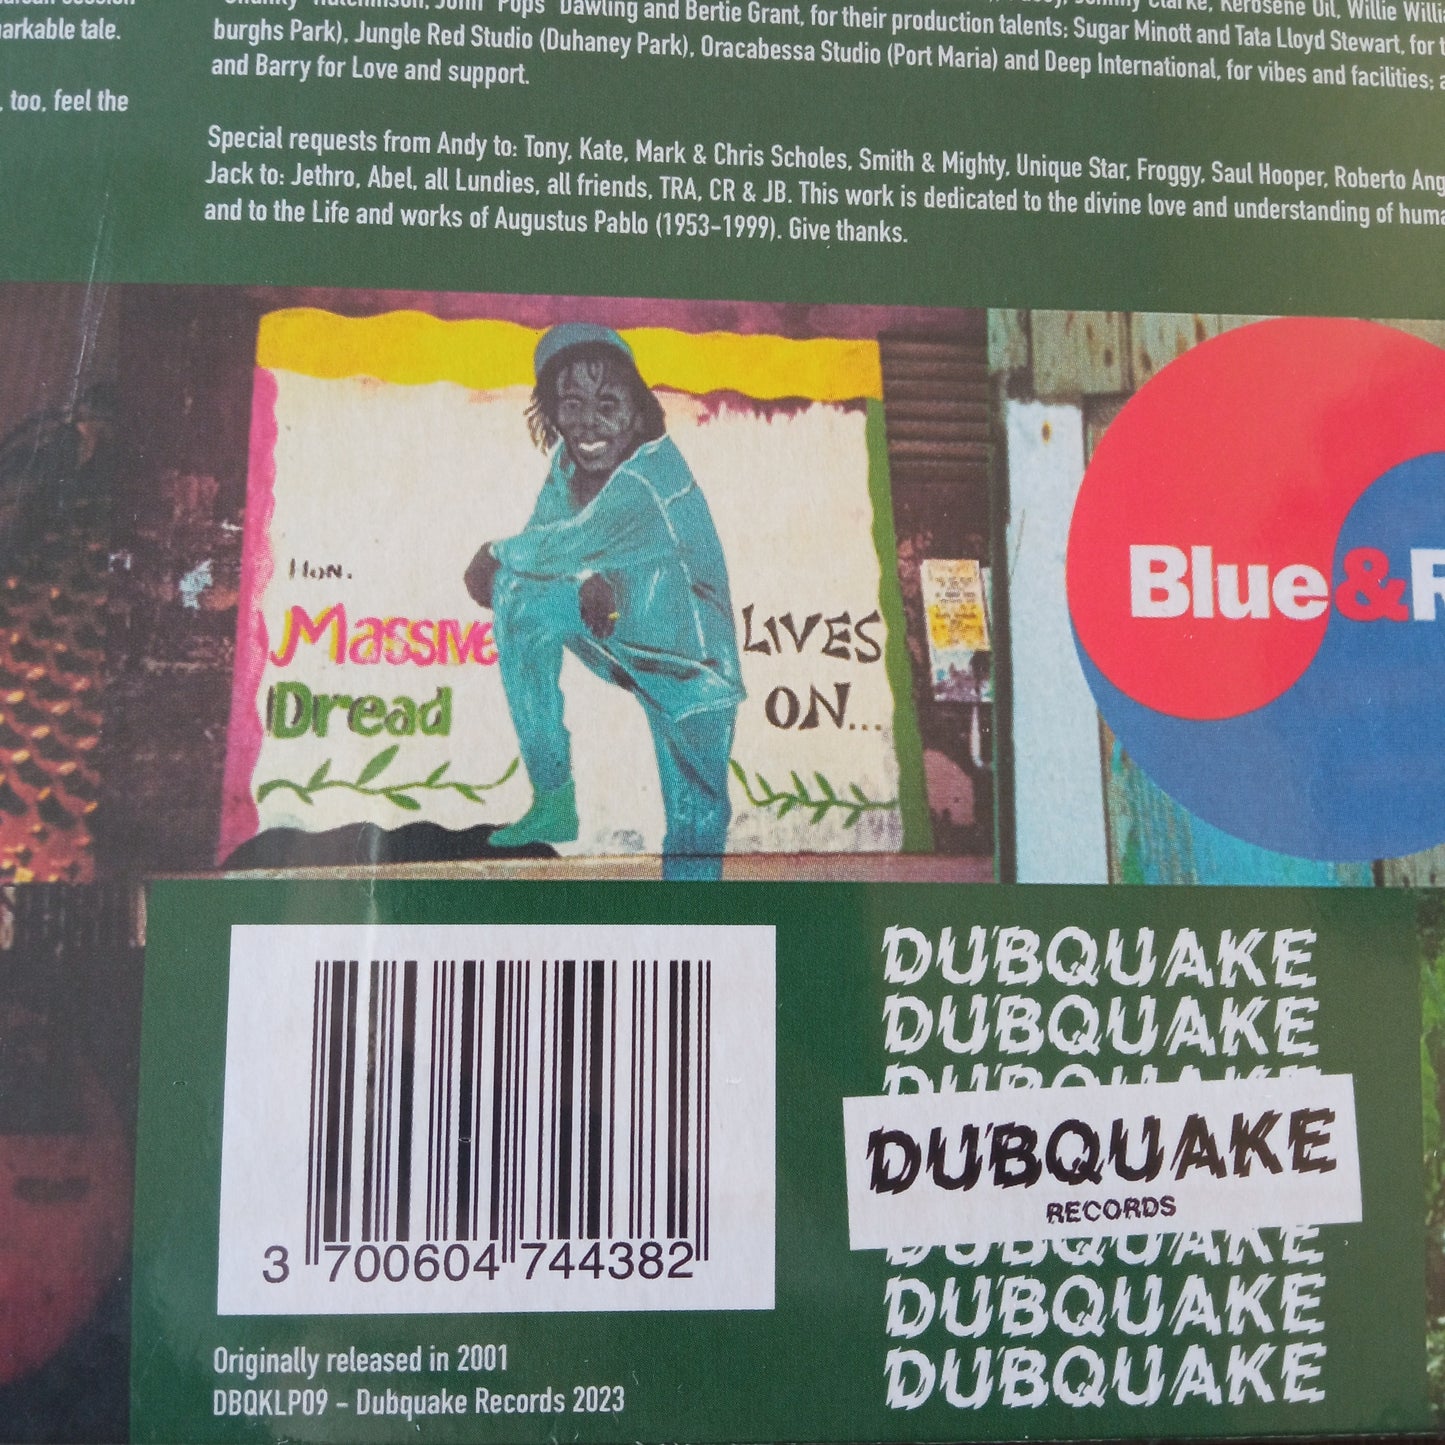 arkable tale.
, too, feel the
"Pops" Dawling and Bertie Grant, for their production talents; Sugar Minott and Tata Lloyd Stewart, for
burghs Park), Jungle Red Studio (Duhaney Park), Oracabessa Studio (Port Maria) and Deep International, for vibes and facilities;
and Barry for Love and support.
Special requests from Andy to: Tony, Kate, Mark & Chris Scholes, Smith & Mighty, Unique Star, Froggy, Saul Hooper, Roberto Ang
Jack to: Jethro, Abel, all Lundies, all friends, TRA, CR & JB. This work is dedicated to the divine love and understanding of huma
and to the Life and works of Augustus Pablo (1953-1999). Give thanks.
Hon.
Massive
Dread
LIVES
ON...
Blue&R
3 700604 744382
Originally released in 2001
DBQKLP09 – Dubquake Records 2023
DUBQUAKE
DUBQUAKE
DUBQUAKE
DUBQUAKE
RECORDS
DUBQUAKE
DUBQUAKE
DUBQUAKE